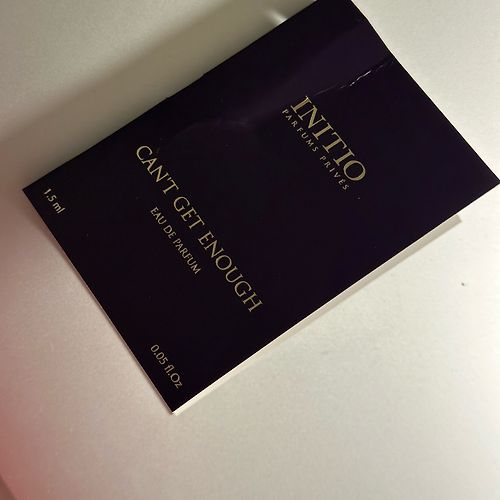 INITIO
PARFUMS PRIVÉS
CAN'T GET ENOUGH
EAU DE PARFUM
1.5 ml
0.05 fl.oz